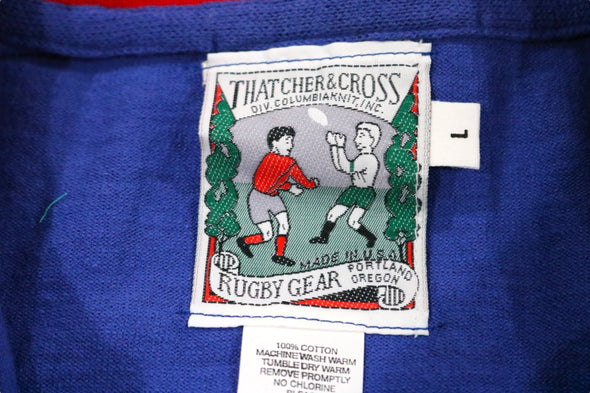 THATCHER & CROSS
DIV. COLUMBIAKNIT, INC.
L
MADE IN U.S.A.
RUGBY GEAR
PORTLAND
OREGON
100% COTTON
MACHINE WASH WARM
TUMBLE DRY WARM
REMOVE PROMPTLY
NO CHLORINE